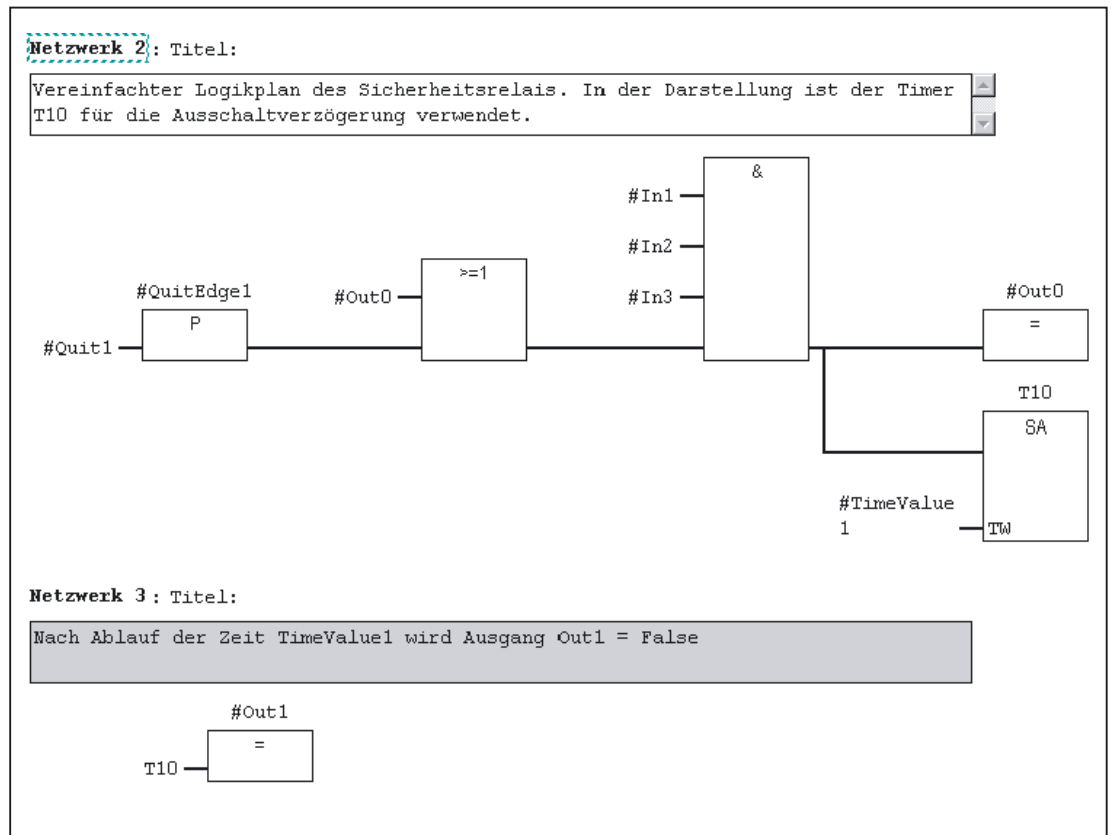 Netzwerk 2: Titel:
Vereinfachter Logikplan des Sicherheitsrelais. In der Darstellung ist der Timer
T10 für die Ausschaltverzögerung verwendet.
&
#In1
#In2
>=1
#QuitEdge1
#Out0
#In3
#Out0
P
=
#Quit1
T10
SA
#TimeValue
1
TW
Netzwerk 3: Titel:
Nach Ablauf der Zeit TimeValue1 wird Ausgang Out1 = False
#Out1
=
T10